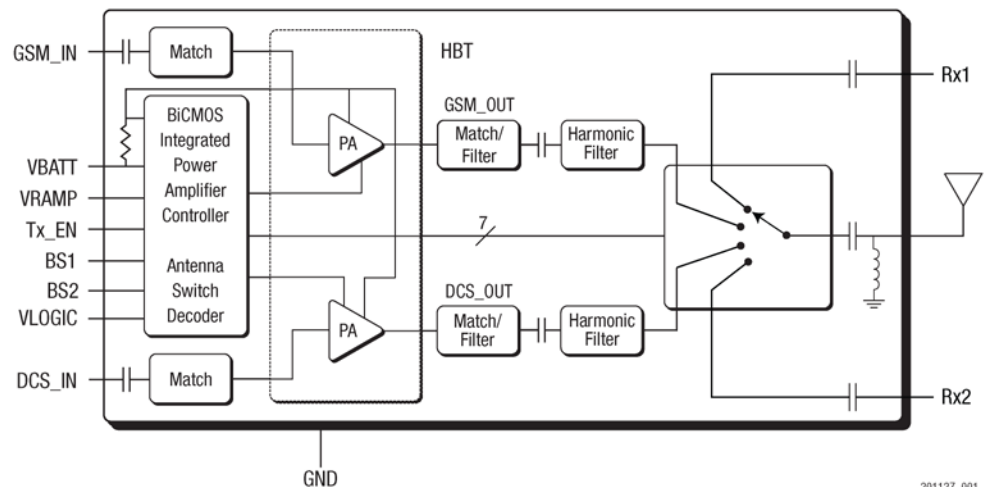 GSM_IN
Match
HBT
Rx1
GSM_OUT
BiCMOS
Integrated
Power
Amplifier
Controller
Antenna
Switch
Decoder
PA
Match/
Filter
Harmonic
Filter
VBATT
VRAMP
Tx_EN
BS1
BS2
VLOGIC
7
DCS_OUT
PA
Match/
Filter
Harmonic
Filter
DCS_IN
Match
Rx2
GND
201127_001